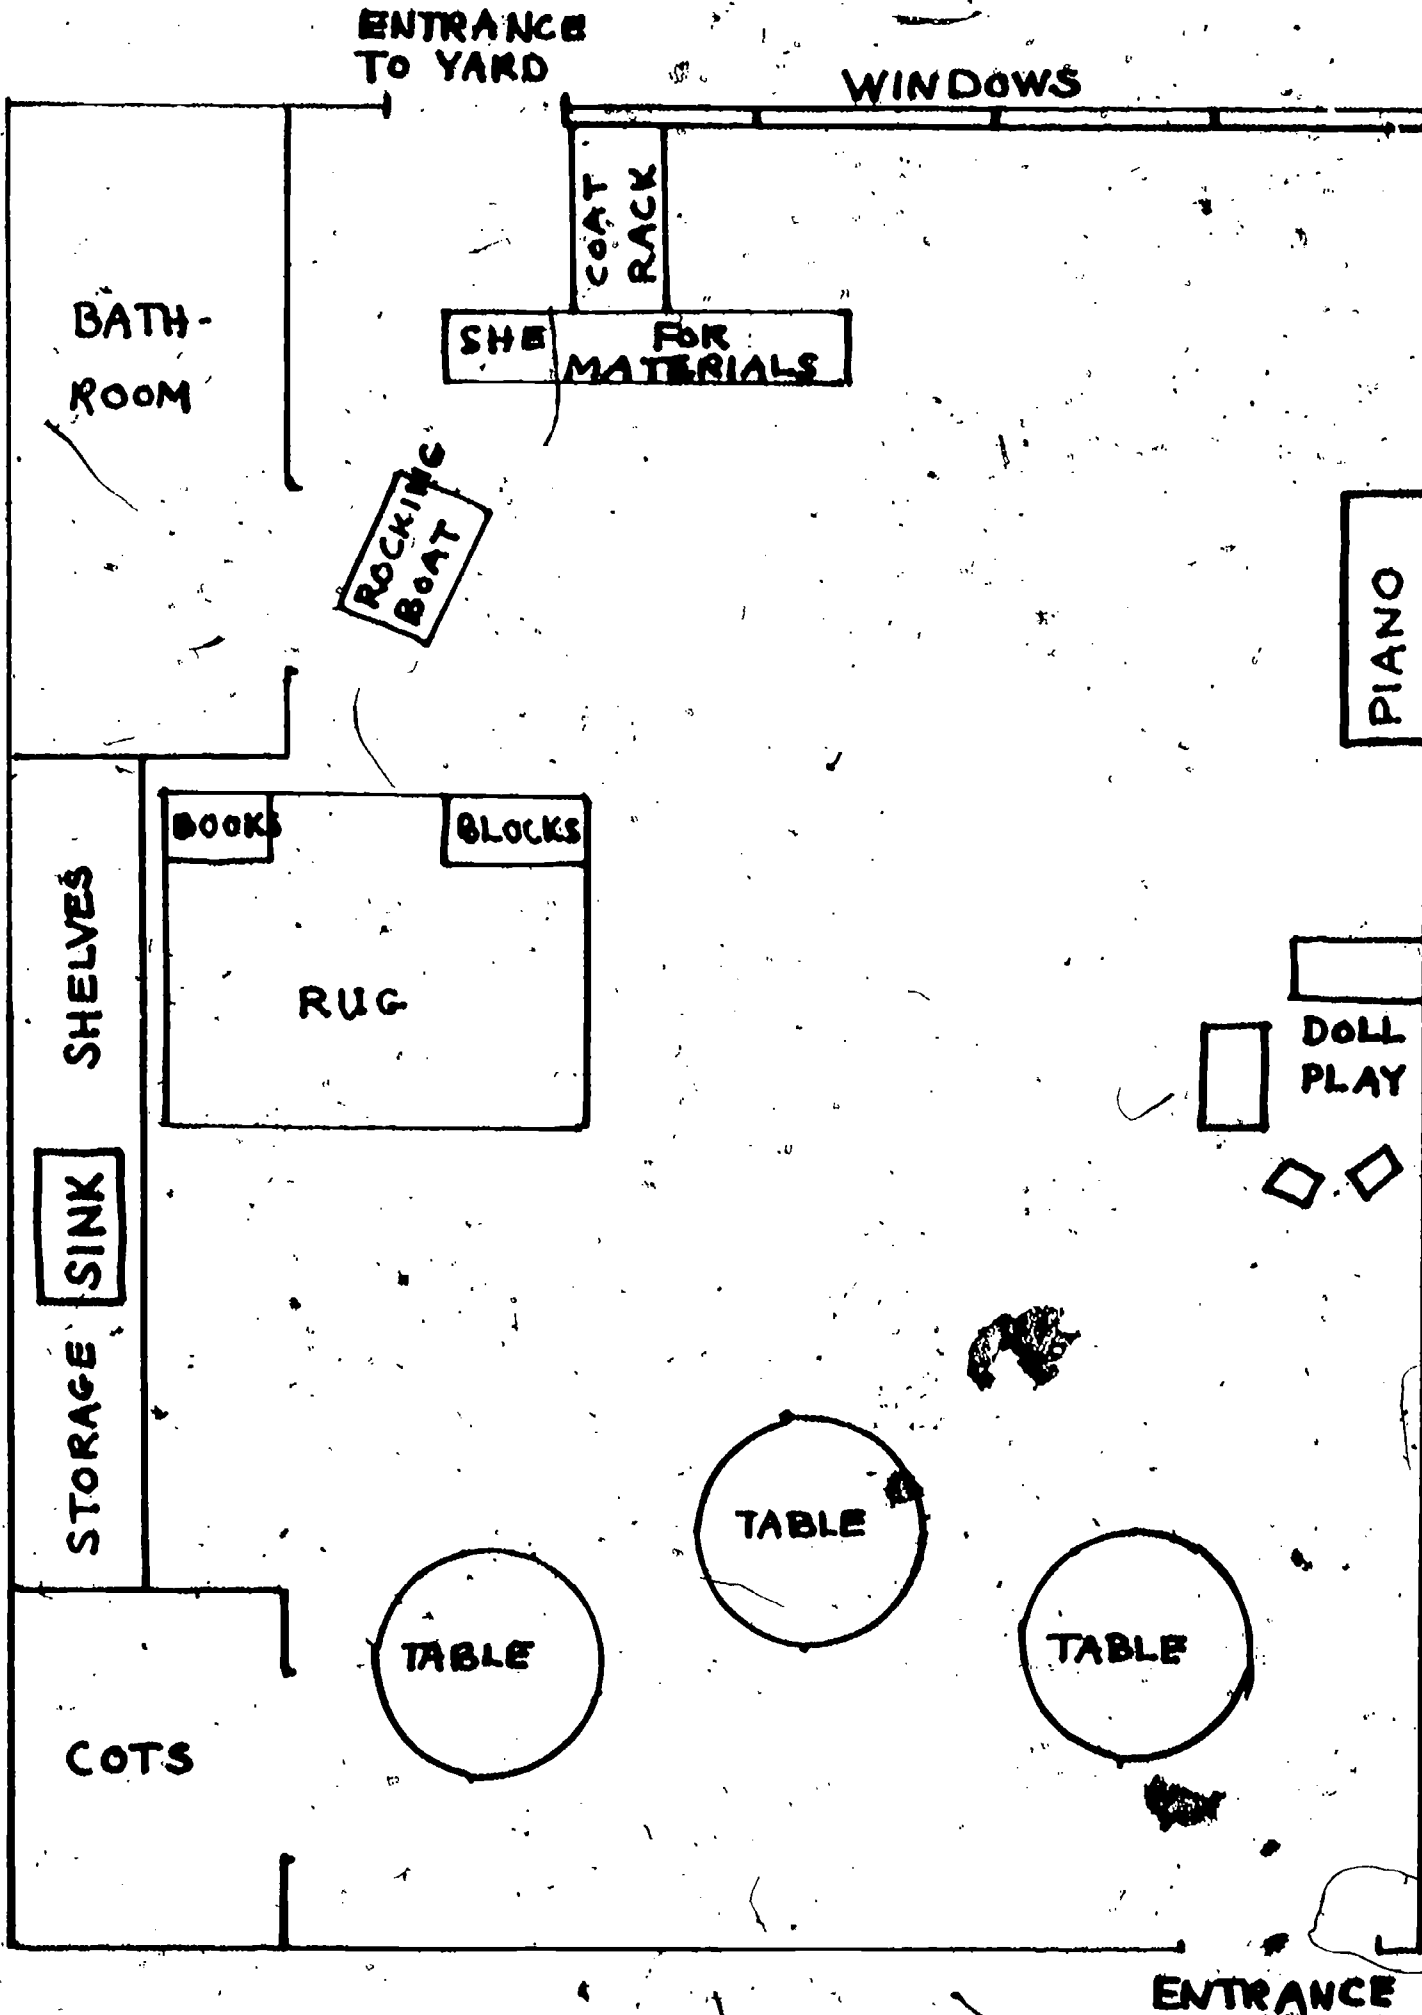 ENTRANCE
TO YARD
WINDOWS
COAT
RACK
BATH-
ROOM
SHE FOR
MATERIALS
ROCKING
BOAT
PIANO
BOOKS
BLOCKS
SHELVES
RUG
DOLL
PLAY
SINK
STORAGE
TABLE
TABLE
TABLE
COTS
ENTRANCE